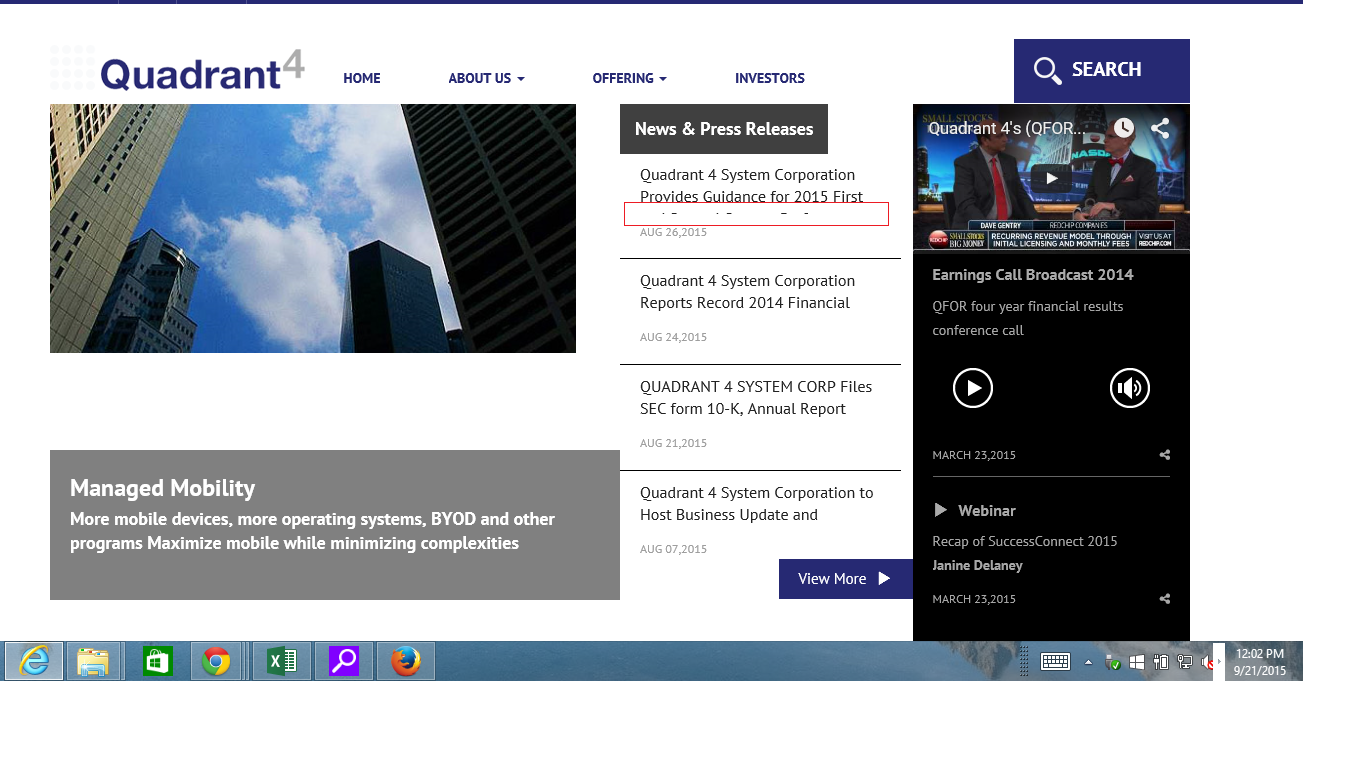 Quadrant4
HOME
ABOUT US
OFFERING
INVESTORS
SEARCH
News & Press Releases
Quadrant 4 System Corporation
Provides Guidance for 2015 First
AUG 26,2015
Quadrant 4 System Corporation
Reports Record 2014 Financial
AUG 24,2015
QUADRANT 4 SYSTEM CORP Files
SEC form 10-K, Annual Report
AUG 21,2015
Quadrant 4 System Corporation to
Host Business Update and
AUG 07,2015
View More
Managed Mobility
More mobile devices, more operating systems, BYOD and other
programs Maximize mobile while minimizing complexities
Quadrant 4's (QFOR...
SMALL STOCKS
NASDAQ
DAVE GENTRY REDCHIP COMPANIES
REDCHIP
SMALL STOCKS
BIG MONEY
RECURRING REVENUE MODEL THROUGH
INITIAL LICENSING AND MONTHLY FEES
VISIT US AT
REDCHIP.COM
Earnings Call Broadcast 2014
QFOR four year financial results
conference call
MARCH 23,2015
Webinar
Recap of SuccessConnect 2015
Janine Delaney
MARCH 23,2015
12:02 PM
9/21/2015